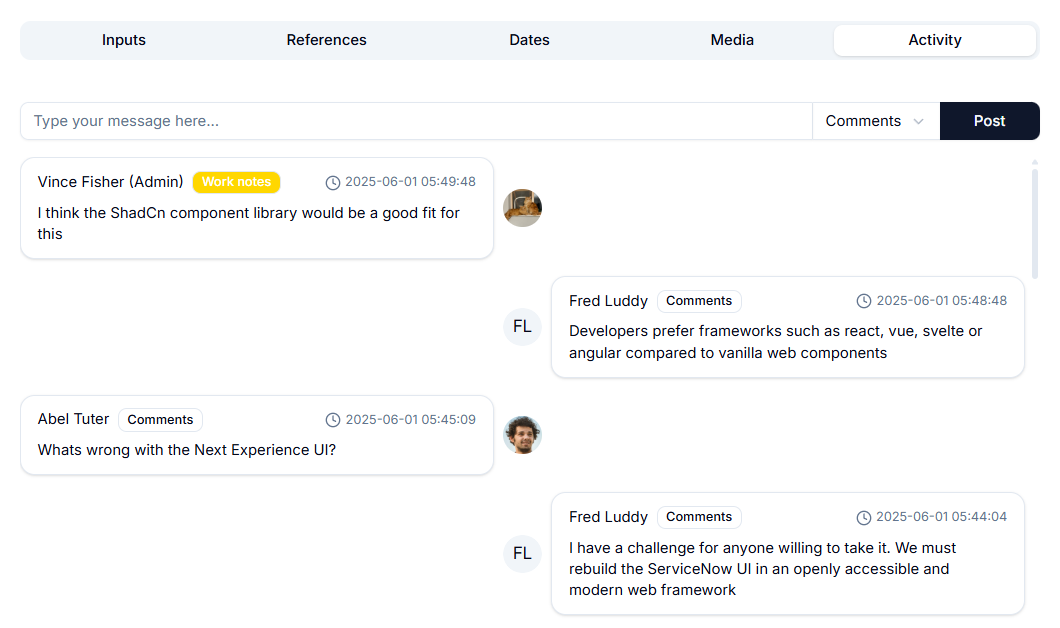 Inputs References Dates Media Activity
Type your message here... Comments Post
Vince Fisher (Admin) Work notes 2025-06-01 05:49:48
I think the ShadCn component library would be a good fit for
this
Fred Luddy Comments 2025-06-01 05:48:48
FL
Developers prefer frameworks such as react, vue, svelte or
angular compared to vanilla web components
Abel Tuter Comments 2025-06-01 05:45:09
Whats wrong with the Next Experience UI?
Fred Luddy Comments 2025-06-01 05:44:04
FL
I have a challenge for anyone willing to take it. We must
rebuild the ServiceNow UI in an openly accessible and
modern web framework